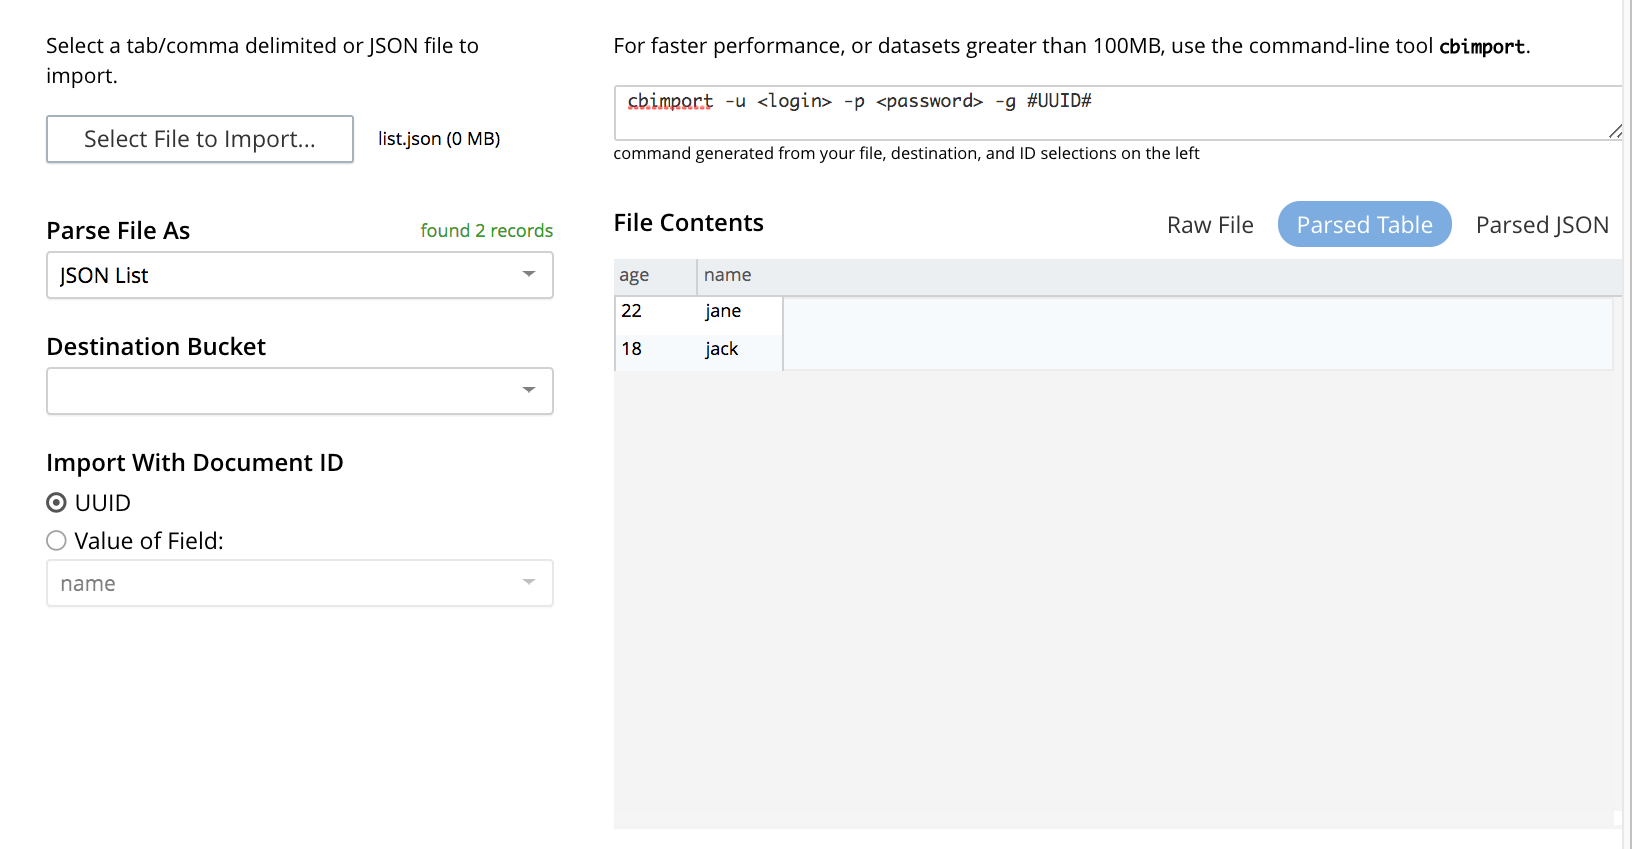 Select a tab/comma delimited or JSON file to
import.
Select File to Import...
list.json (0 MB)
Parse File As
found 2 records
JSON List
Destination Bucket
Import With Document ID
UUID
Value of Field:
name
For faster performance, or datasets greater than 100MB, use the command-line tool cbimport.
cbimport -u <login> -p <password> -g #UUID#
command generated from your file, destination, and ID selections on the left
File Contents
Raw File
Parsed Table
Parsed JSON
age name
22 jane
18 jack